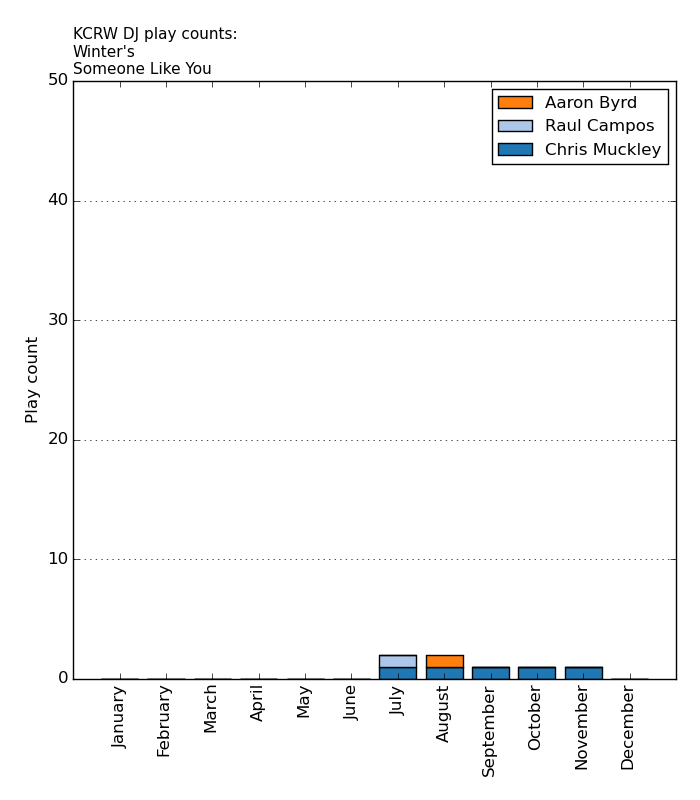 KCRW DJ play counts:
Winter's
Someone Like You
Aaron Byrd
Raul Campos
Chris Muckley
Play count
50
40
30
20
10
0
January
February
March
April
May
June
July
August
September
October
November
December